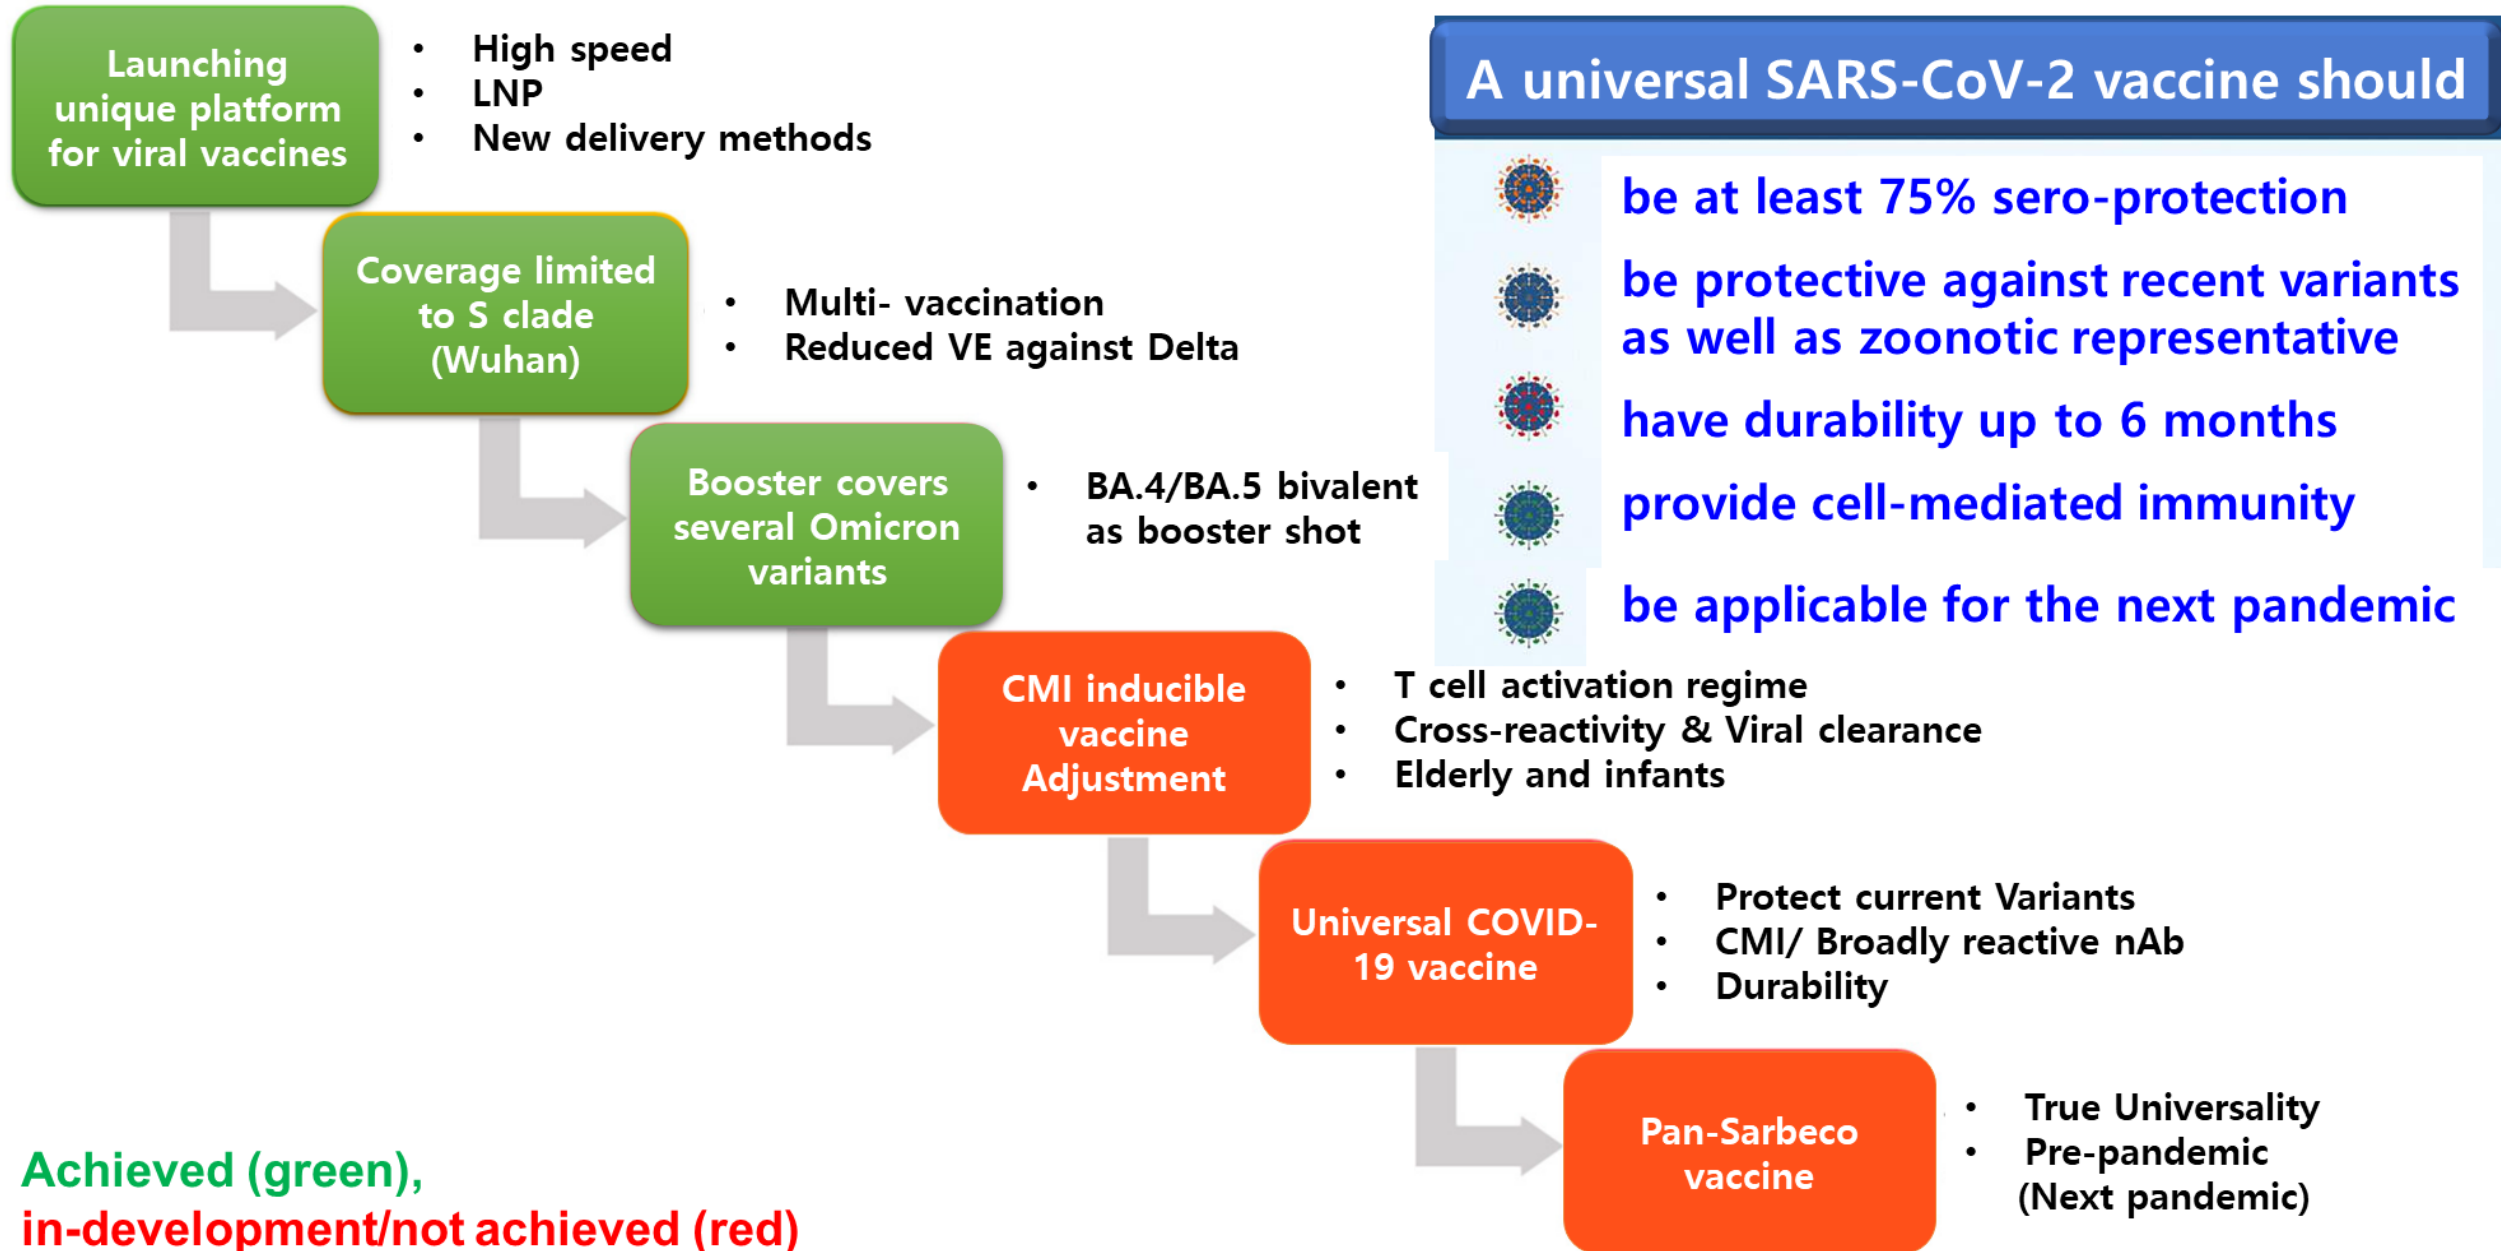 Launching
unique platform
for viral vaccines
• High speed
• LNP
• New delivery methods
Coverage limited
to S clade
(Wuhan)
• Multi- vaccination
• Reduced VE against Delta
Booster covers
several Omicron
variants
• BA.4/BA.5 bivalent
as booster shot
CMI inducible
vaccine
Adjustment
• T cell activation regime
• Cross-reactivity & Viral clearance
• Elderly and infants
Universal COVID-
19 vaccine
• Protect current Variants
• CMI/ Broadly reactive nAb
• Durability
Pan-Sarbeco
vaccine
• True Universality
• Pre-pandemic
(Next pandemic)
A universal SARS-CoV-2 vaccine should
be at least 75% sero-protection
be protective against recent variants
as well as zoonotic representative
have durability up to 6 months
provide cell-mediated immunity
be applicable for the next pandemic
Achieved (green),
in-development/not achieved (red)